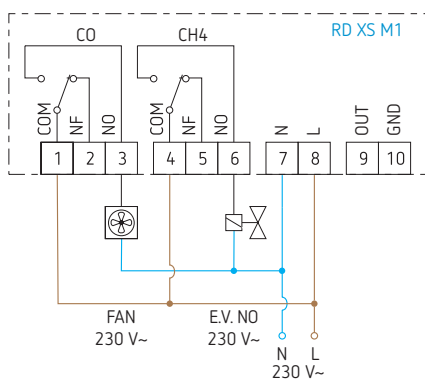 RD XS M1
CO CH4
COM NF NO COM NF NO N L OUT GND
1 2 3 4 5 6 7 8 9 10
FAN E.V. NO
230 V~ 230 V~
N L
230 V~